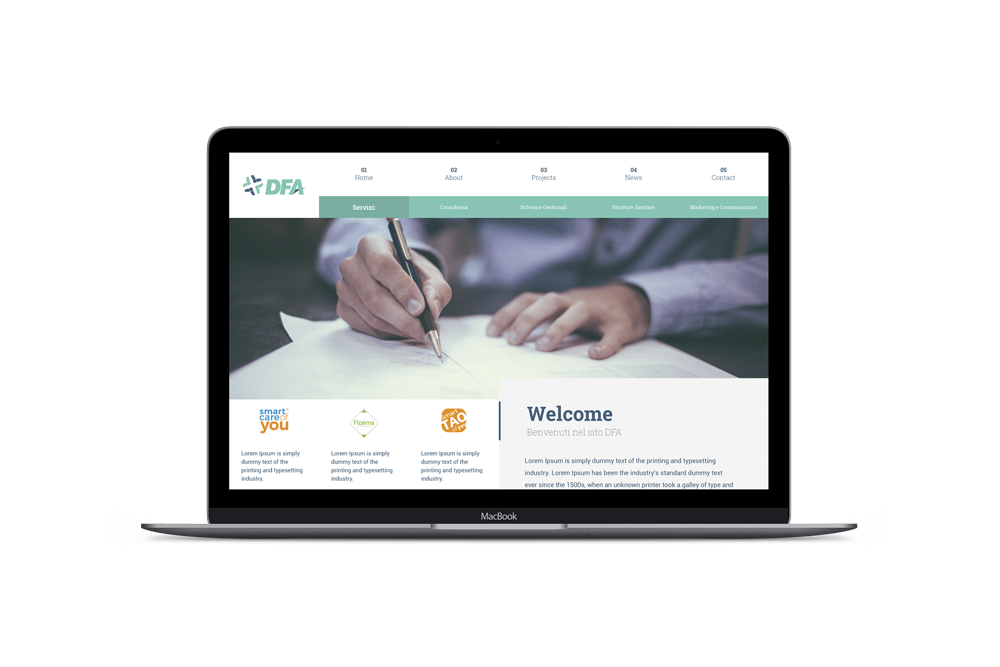 DFA
01
Home
02
About
03
Projects
04
News
05
Contact
Servizi:
Consulenza
Software Gestionali
Strutture Sanitarie
Marketing e Comunicazione
smart
care of
you
Lorem Ipsum is simply
dummy text of the
printing and typesetting
industry.
Floema
Lorem Ipsum is simply
dummy text of the
printing and typesetting
industry.
smart
TAO
you
Lorem Ipsum is simply
dummy text of the
printing and typesetting
industry.
Welcome
Benvenuti nel sito DFA
Lorem Ipsum is simply dummy text of the printing and typesetting
industry. Lorem Ipsum has been the industry's standard dummy text
ever since the 1500s, when an unknown printer took a galley of type and
MacBook